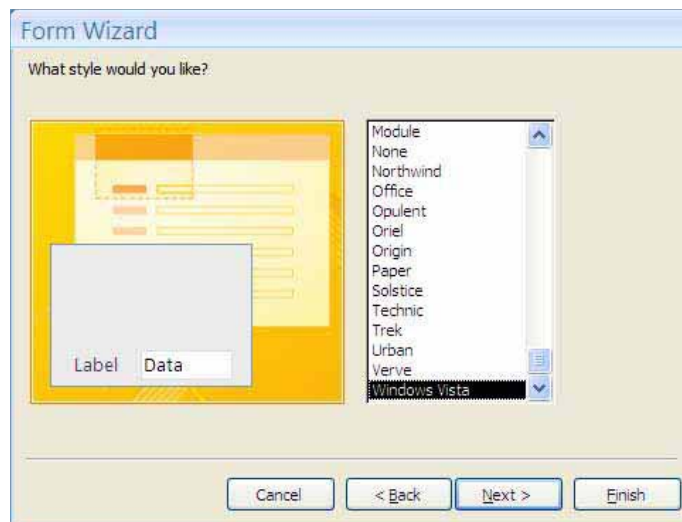 Form Wizard
What style would you like?
Label Data
Module
None
Northwind
Office
Opulent
Oriel
Origin
Paper
Solstice
Technic
Trek
Urban
Verve
Windows Vista
Cancel < Back Next > Finish